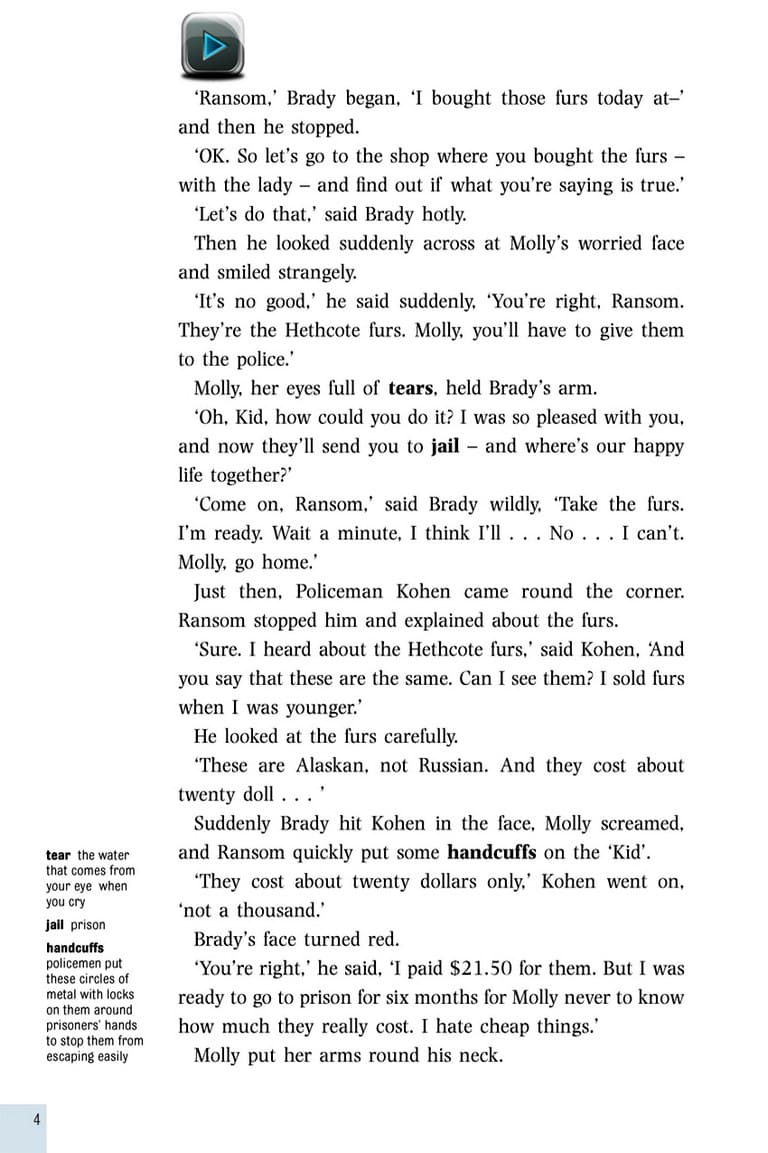 ‘Ransom,’ Brady began, ‘I bought those furs today at–’
and then he stopped.
‘OK. So let’s go to the shop where you bought the furs –
with the lady – and find out if what you’re saying is true.’
‘Let’s do that,’ said Brady hotly.
Then he looked suddenly across at Molly’s worried face
and smiled strangely.
‘It’s no good,’ he said suddenly, ‘You’re right, Ransom.
They’re the Hethcote furs. Molly, you’ll have to give them
to the police.’
Molly, her eyes full of tears, held Brady’s arm.
‘Oh, Kid, how could you do it? I was so pleased with you,
and now they’ll send you to jail – and where’s our happy
life together?’
‘Come on, Ransom,’ said Brady wildly, ‘Take the furs.
I’m ready. Wait a minute, I think I’ll . . . No . . . I can’t.
Molly, go home.’
Just then, Policeman Kohen came round the corner.
Ransom stopped him and explained about the furs.
‘Sure. I heard about the Hethcote furs,’ said Kohen, ‘And
you say that these are the same. Can I see them? I sold furs
when I was younger.’
He looked at the furs carefully.
‘These are Alaskan, not Russian. And they cost about
twenty doll . . . ’
Suddenly Brady hit Kohen in the face, Molly screamed,
and Ransom quickly put some handcuffs on the ‘Kid’.
‘They cost about twenty dollars only,’ Kohen went on,
‘not a thousand.’
Brady’s face turned red.
‘You’re right,’ he said, ‘I paid $21.50 for them. But I was
ready to go to prison for six months for Molly never to know
how much they really cost. I hate cheap things.’
Molly put her arms round his neck.
tear the water
that comes from
your eye when
you cry
jail prison
handcuffs
policemen put
these circles of
metal with locks
on them around
prisoners’ hands
to stop them from
escaping easily
4